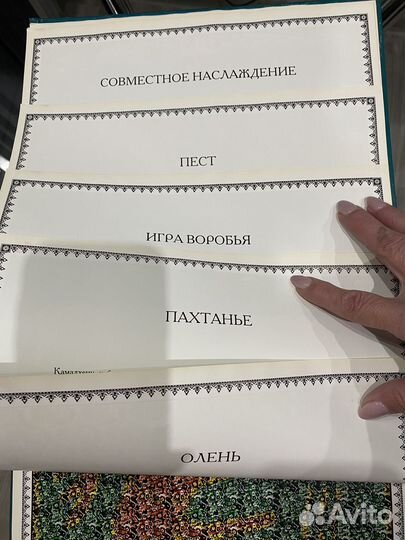 СОВМЕСТНОЕ НАСЛАЖДЕНИЕ
ПЕСТ
ИГРА ВОРОБЬЯ
ПАХТАНЬЕ
ОЛЕНЬ
Avito